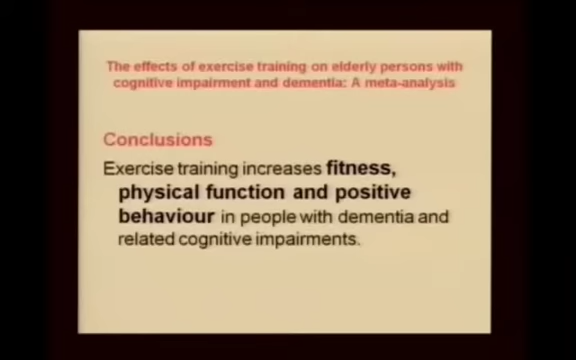 The effects of exercise training on elderly persons with
cognitive impairment and dementia: A meta-analysis
Conclusions
Exercise training increases fitness,
physical function and positive
behaviour in people with dementia and
related cognitive impairments.